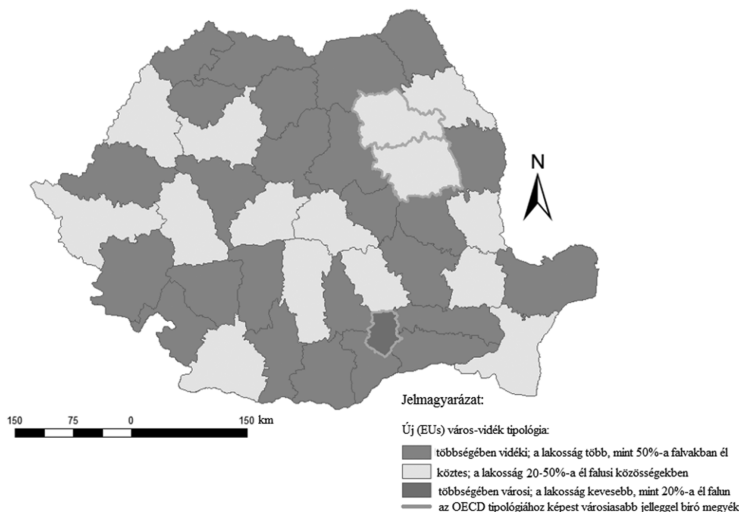 N
150 75 0 150 km
Jelmagyarázat:
Új (EUs) város-vidék tipológia:
többségében vidéki; a lakosság több, mint 50%-a falvakban él
köztes; a lakosság 20-50%-a él falusi közösségekben
többségében városi; a lakosság kevesebb, mint 20%-a él falun
az OECD tipológiához képest városiasabb jelleggel bíró megyék